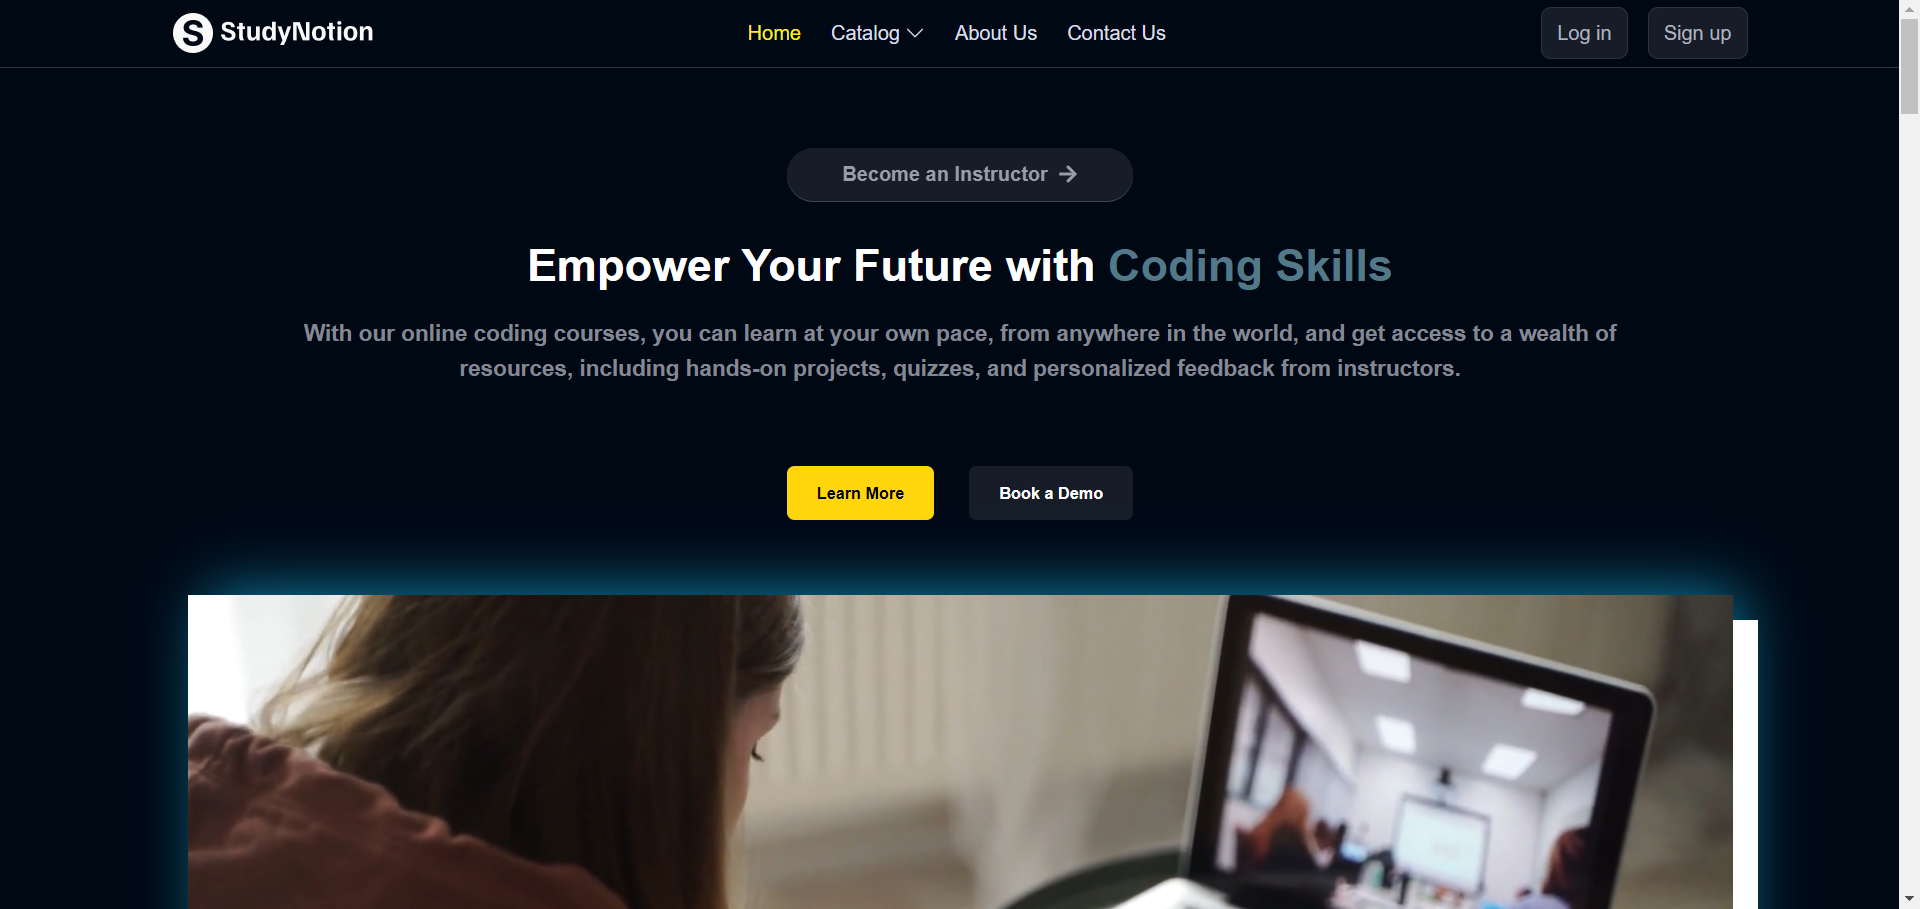 S StudyNotion
Home Catalog About Us Contact Us
Log in Sign up
Become an Instructor
Empower Your Future with Coding Skills
With our online coding courses, you can learn at your own pace, from anywhere in the world, and get access to a wealth of
resources, including hands-on projects, quizzes, and personalized feedback from instructors.
Learn More Book a Demo